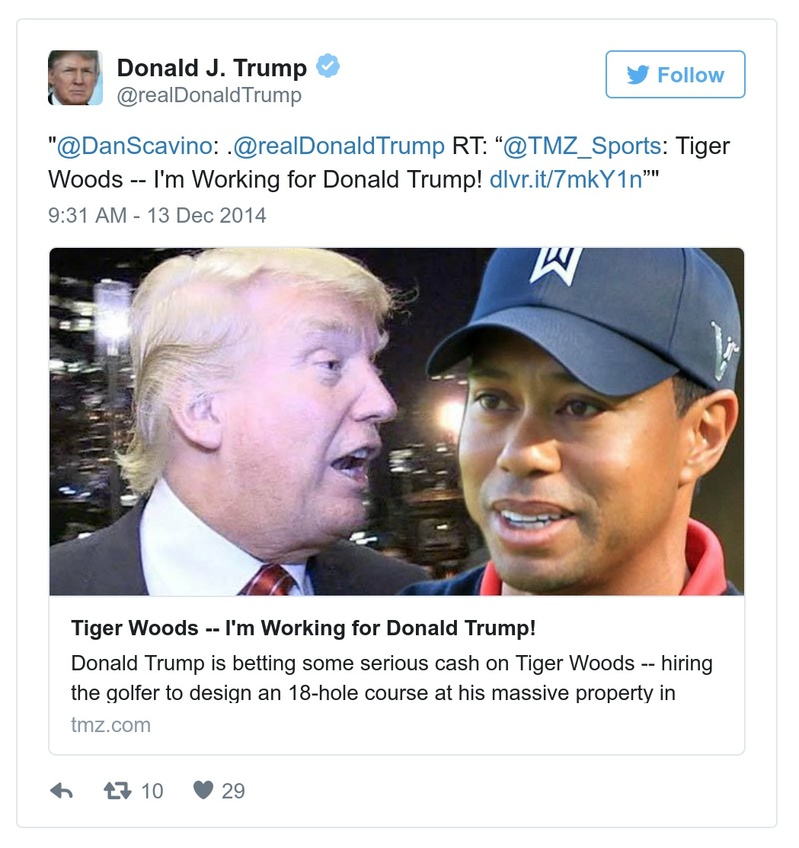 Donald J. Trump
@realDonaldTrump
Follow
"@DanScavino: .@realDonaldTrump RT: “@TMZ_Sports: Tiger
Woods -- I'm Working for Donald Trump! dlvr.it/7mkY1n”"
9:31 AM - 13 Dec 2014
Tiger Woods -- I'm Working for Donald Trump!
Donald Trump is betting some serious cash on Tiger Woods -- hiring
the golfer to design an 18-hole course at his massive property in
tmz.com
10
29